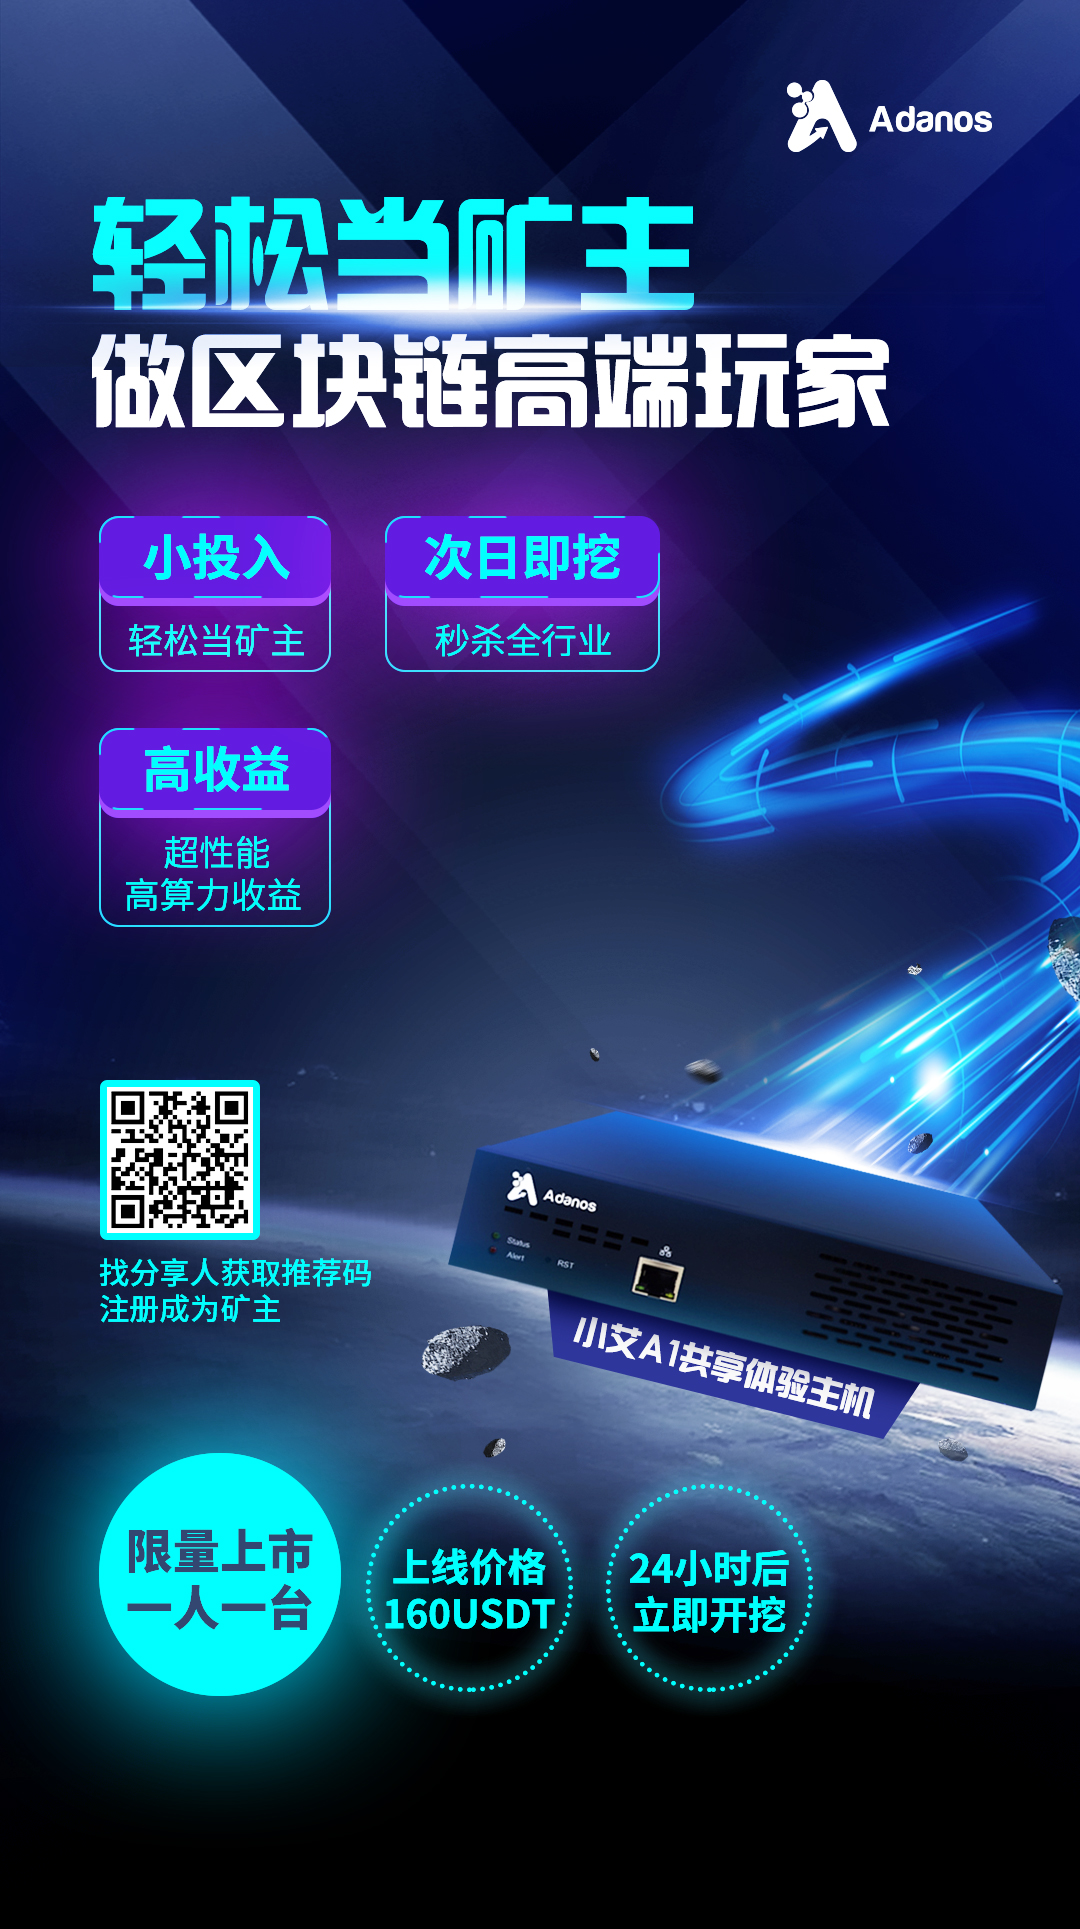 Adanos
轻松当矿主
做区块链高端玩家
小投入
轻松当矿主
次日即挖
秒杀全行业
高收益
超性能
高算力收益
找分享人获取推荐码
注册成为矿主
Adanos
Status
Alert
RST
小艾A1共享体验主机
限量上市
一人一台
上线价格
160USDT
24小时后
立即开挖